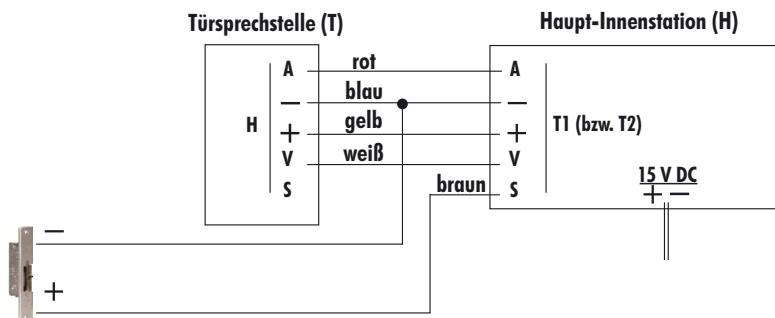 Türsprechstelle (T)
Haupt-Innenstation (H)
A rot A
− blau −
H
+ gelb +
T1 (bzw. T2)
V weiß V
S braun S
15 V DC
+ −
−
+